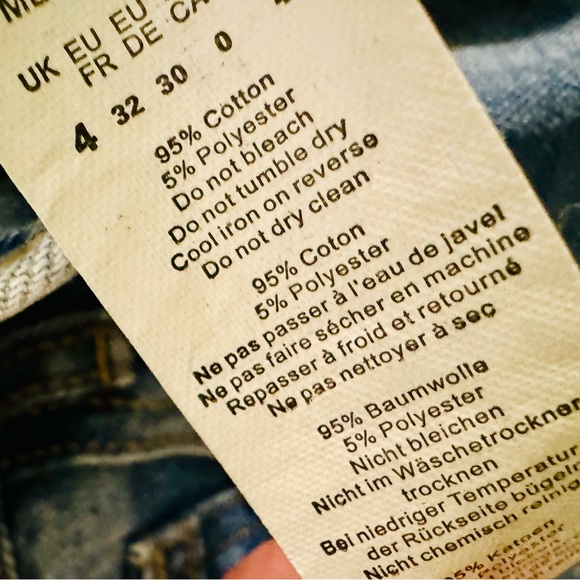 UK EU EU
FR DE CA
4 32 30 0
95% Cotton
5% Polyester
Do not bleach
Do not tumble dry
Cool iron on reverse
Do not dry clean
95% Coton
5% Polyester
Ne pas passer à l'eau de javel
Ne pas faire sécher en machine
Repasser à froid et retourné
Ne pas nettoyer à sec
95% Baumwolle
5% Polyester
Nicht bleichen
Nicht im Wäschetrockner
trocknen
Bei niedriger Temperatur
der Rückseite bügeln
Nicht chemisch reinig
95% Katoen